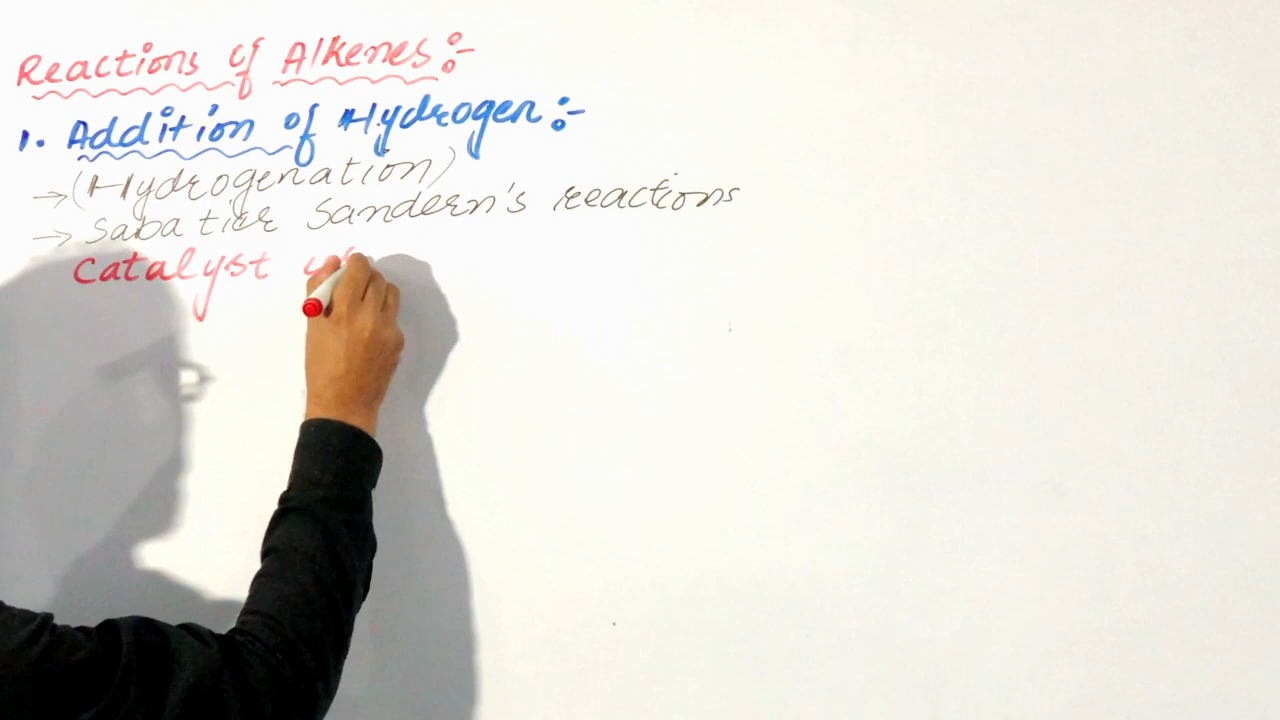 Reactions of Alkenes:-
1. Addition of Hydrogen:-
→(Hydrogenation)
→ Sabatier Sandern's reactions
Catalyst